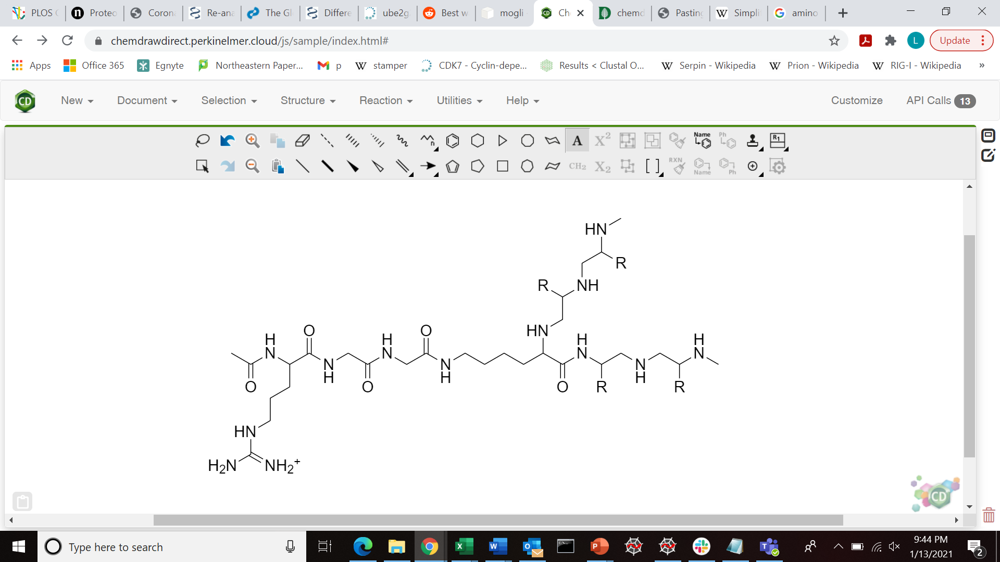 PLOS
Proteo
Coron
Re-ana
The Gl
Differe
ube2g
Best w
mogli
CD
Ch
chemd
Pasting
W Simpli
G amino
chemdrawdirect.perkinelmer.cloud/js/sample/index.html#
L
Update
Apps
Office 365
Egnyte
Northeastern Paper...
p
W stamper
CDK7 - Cyclin-depe...
Results < Clustal O...
W Serpin - Wikipedia
W Prion - Wikipedia
W RIG-I - Wikipedia
»
CD
New
Document
Selection
Structure
Reaction
Utilities
Help
Customize
API Calls 13
n
A
X2
Name
Ph
R1
CH2
X2
[ ]
RXN
Name
Ph
HN
R
R
NH
HN
O
O
H
N
H
N
H
N
H
N
N
H
N
H
N
H
O
O
O
R
R
HN
H2N
NH2+
CD
Type here to search
X
W
O
C:\
P
T
9:44 PM
1/13/2021
2